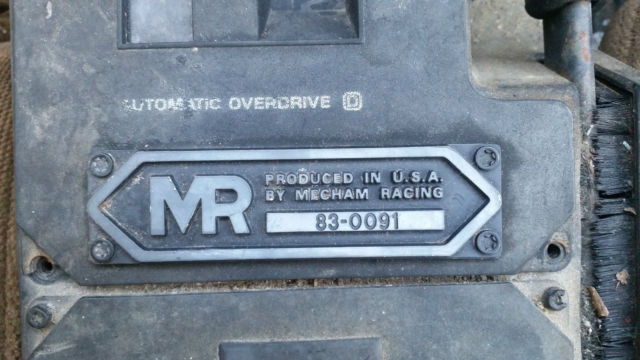 AUTOMATIC OVERDRIVE D
MR
PRODUCED IN U.S.A.
BY MECHAM RACING
83-0091